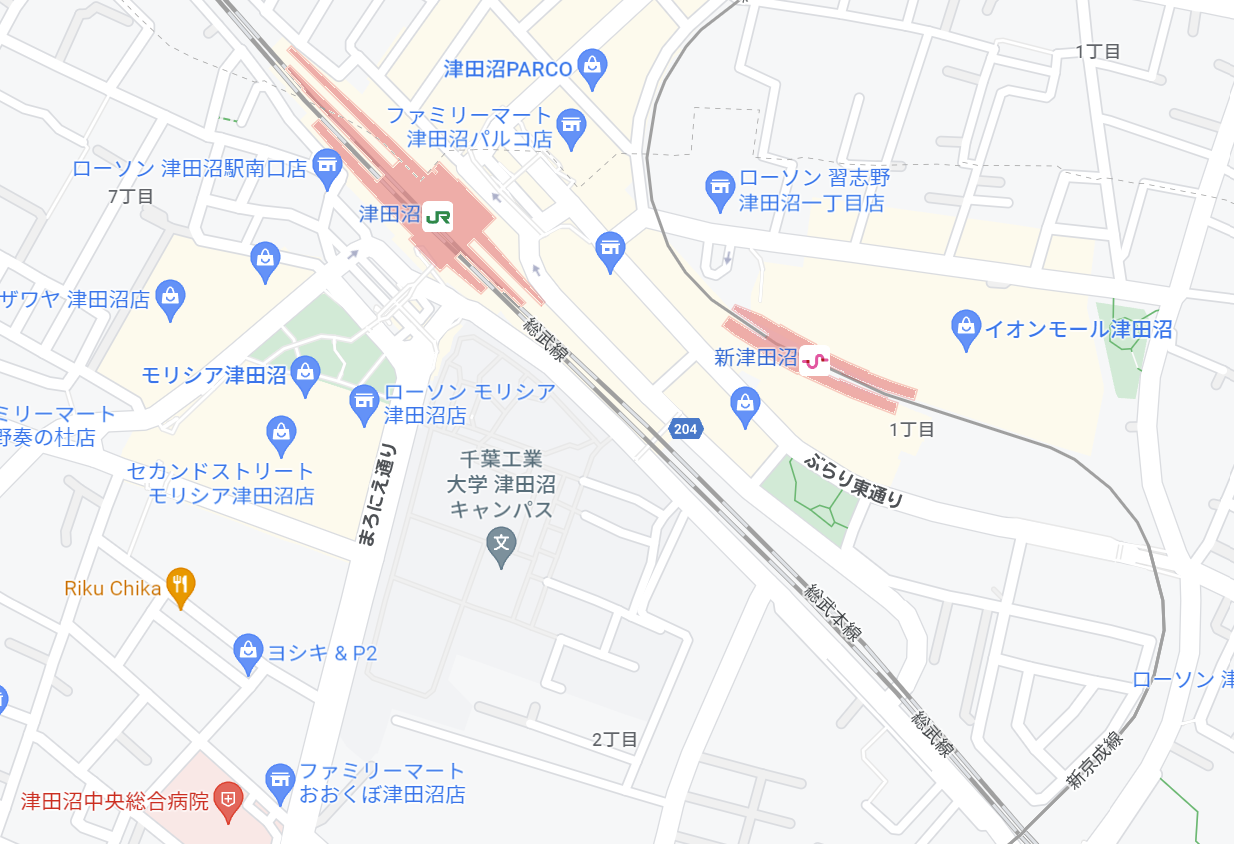 1丁目
津田沼PARCO
ファミリーマート
津田沼パルコ店
ローソン 津田沼駅南口店
ローソン 習志野
津田沼一丁目店
7丁目
津田沼
JR
ザワヤ 津田沼店
総武線
イオンモール津田沼
新津田沼
モリシア津田沼
ローソン モリシア
津田沼店
ミリーマート
野奏の杜店
204
1丁目
セカンドストリート
モリシア津田沼店
まろにえ通り
千葉工業
大学 津田沼
キャンパス
文
ぷらり東通り
Riku Chika
総武本線
ヨシキ & P2
ローソン 津
総武線
2丁目
新京成線
ファミリーマート
おおくぼ津田沼店
津田沼中央総合病院